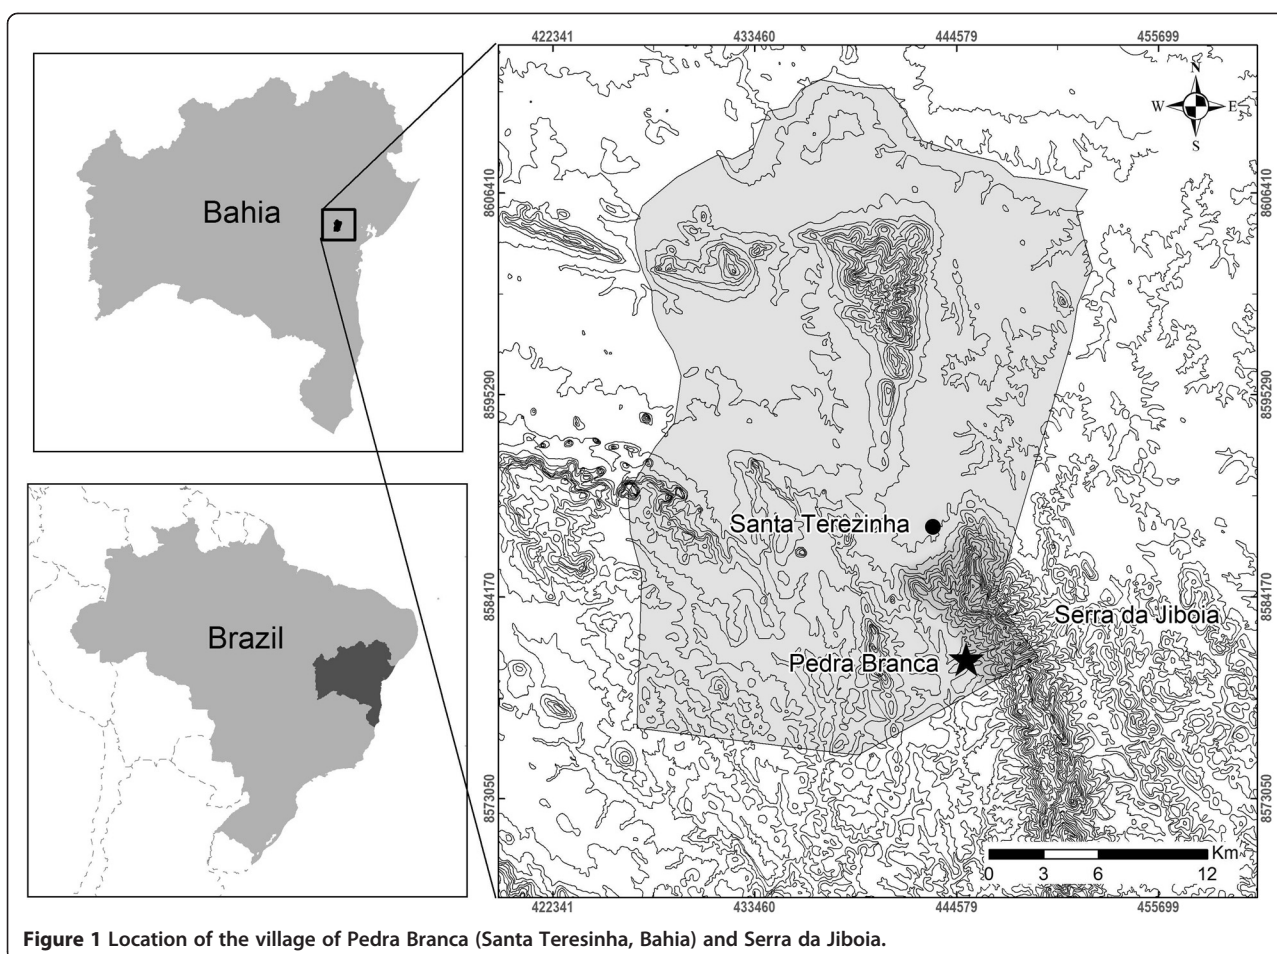 422341 433460 444579 455699
N
W E
S
Bahia
8606410 8606410
8595290 8595290
Brazil
Santa Terezinha
8584170 8584170
Serra da Jiboia
Pedra Branca
8573050 8573050
Km
0 3 6 12
422341 433460 444579 455699
Figure 1 Location of the village of Pedra Branca (Santa Teresinha, Bahia) and Serra da Jiboia.